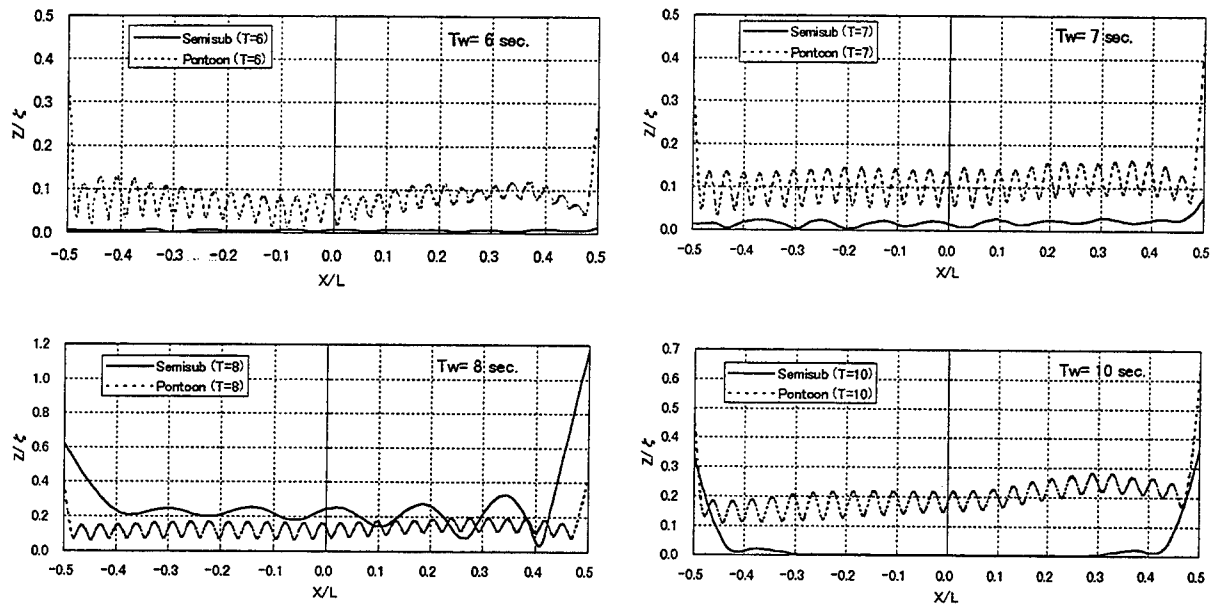 0.5
0.4
0.3
0.2
0.1
0.0
Z/ζ
Semisub (T=6)
Pontoon (T=6)
Tw= 6 sec.
-0.5 -0.4 -0.3 -0.2 -0.1 0.0 0.1 0.2 0.3 0.4 0.5
X/L
0.5
0.4
0.3
0.2
0.1
0.0
Z/ζ
Semisub (T=7)
Pontoon (T=7)
Tw= 7 sec.
-0.5 -0.4 -0.3 -0.2 -0.1 0.0 0.1 0.2 0.3 0.4 0.5
X/L
1.2
1.0
0.8
0.6
0.4
0.2
0.0
Z/ζ
Semisub (T=8)
Pontoon (T=8)
Tw= 8 sec.
-0.5 -0.4 -0.3 -0.2 -0.1 0.0 0.1 0.2 0.3 0.4 0.5
X/L
0.7
0.6
0.5
0.4
0.3
0.2
0.1
0.0
Z/ζ
Semisub (T=10)
Pontoon (T=10)
Tw= 10 sec.
-0.5 -0.4 -0.3 -0.2 -0.1 0.0 0.1 0.2 0.3 0.4 0.5
X/L